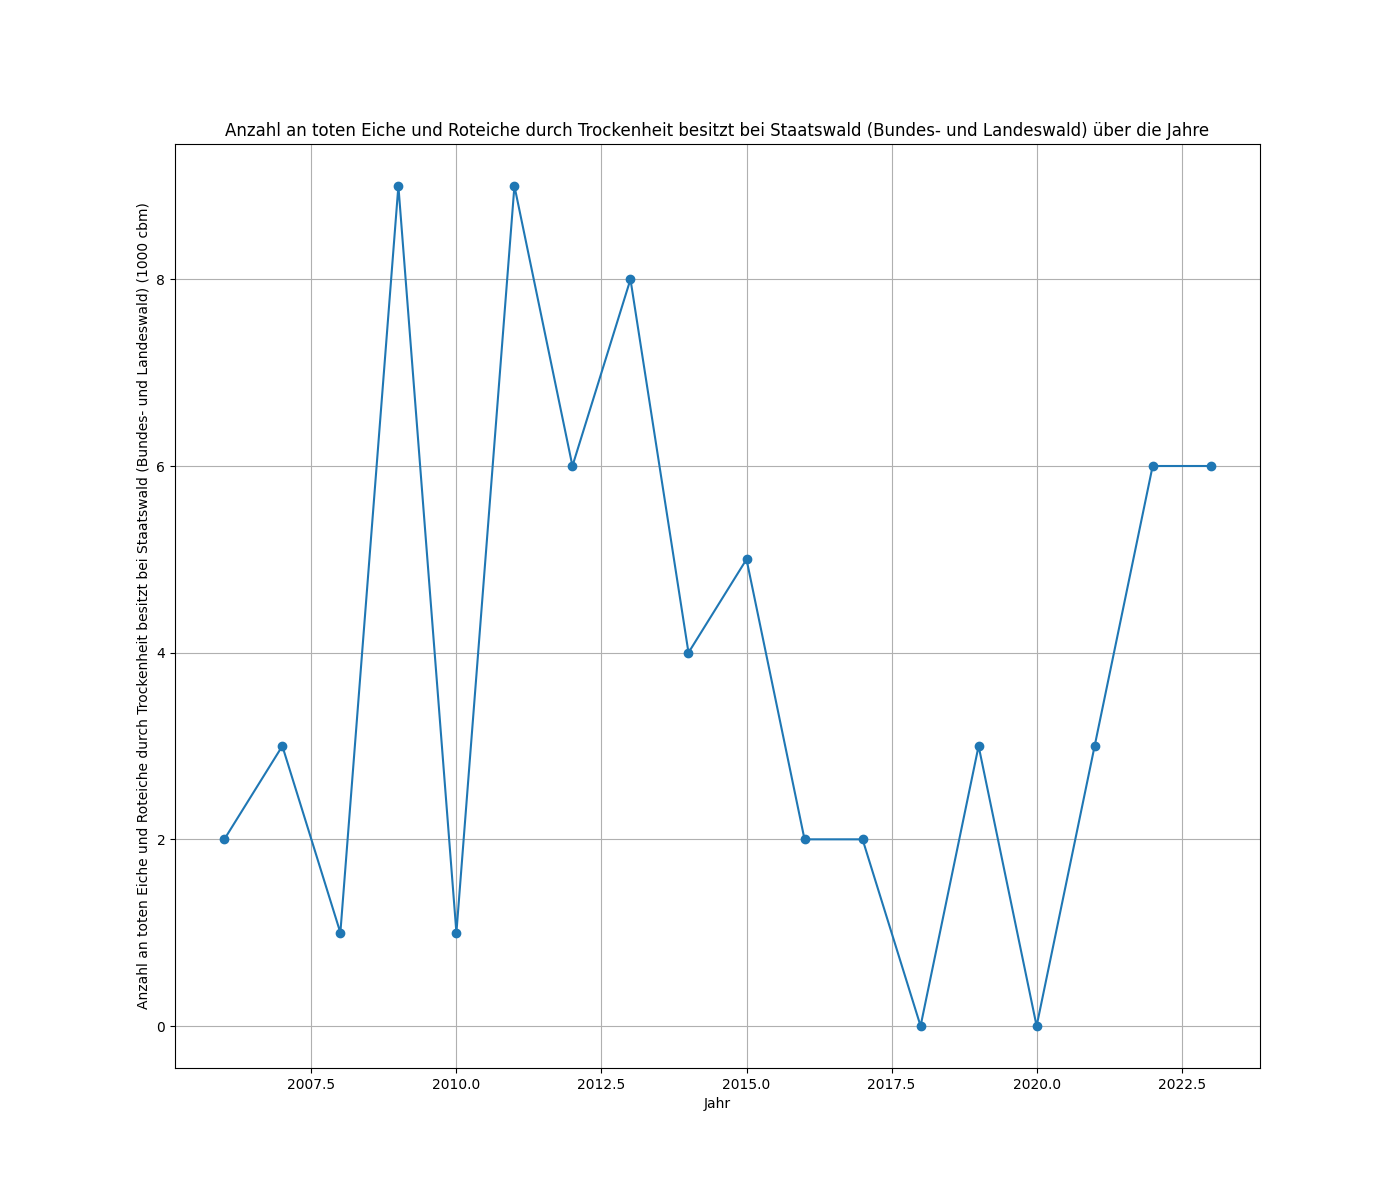 Anzahl an toten Eiche und Roteiche durch Trockenheit besitzt bei Staatswald (Bundes- und Landeswald) über die Jahre
Anzahl an toten Eiche und Roteiche durch Trockenheit besitzt bei Staatswald (Bundes- und Landeswald) (1000 cbm)
8
6
4
2
0
2007.5 2010.0 2012.5 2015.0 2017.5 2020.0 2022.5
Jahr